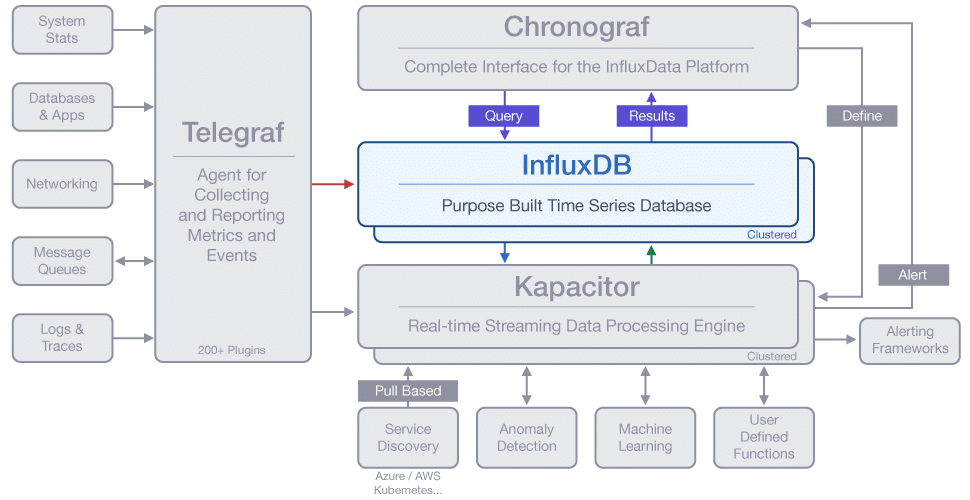 System
Stats
Databases
& Apps
Networking
Message
Queues
Logs &
Traces
Telegraf
Agent for
Collecting
and Reporting
Metrics and
Events
200+ Plugins
Chronograf
Complete Interface for the InfluxData Platform
Query
Results
Define
InfluxDB
Purpose Built Time Series Database
Clustered
Alert
Kapacitor
Real-time Streaming Data Processing Engine
Clustered
Alerting
Frameworks
Pull Based
Service
Discovery
Azure / AWS
Kubemetes...
Anomaly
Detection
Machine
Learning
User
Defined
Functions